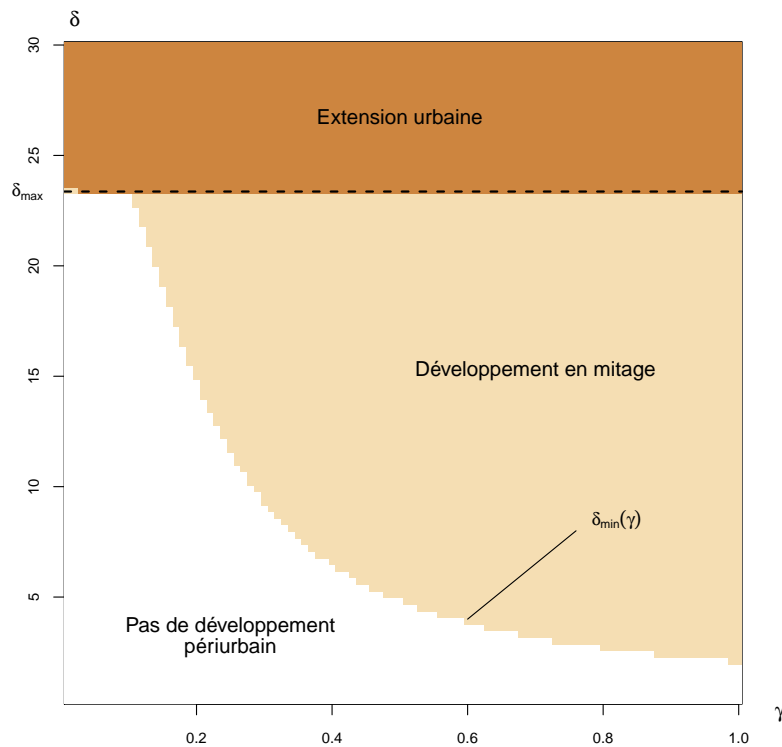 δ
30
Extension urbaine
25
δmax
20
Développement en mitage
15
10
δmin(γ)
5
Pas de développement
périurbain
γ
0.2
0.4
0.6
0.8
1.0